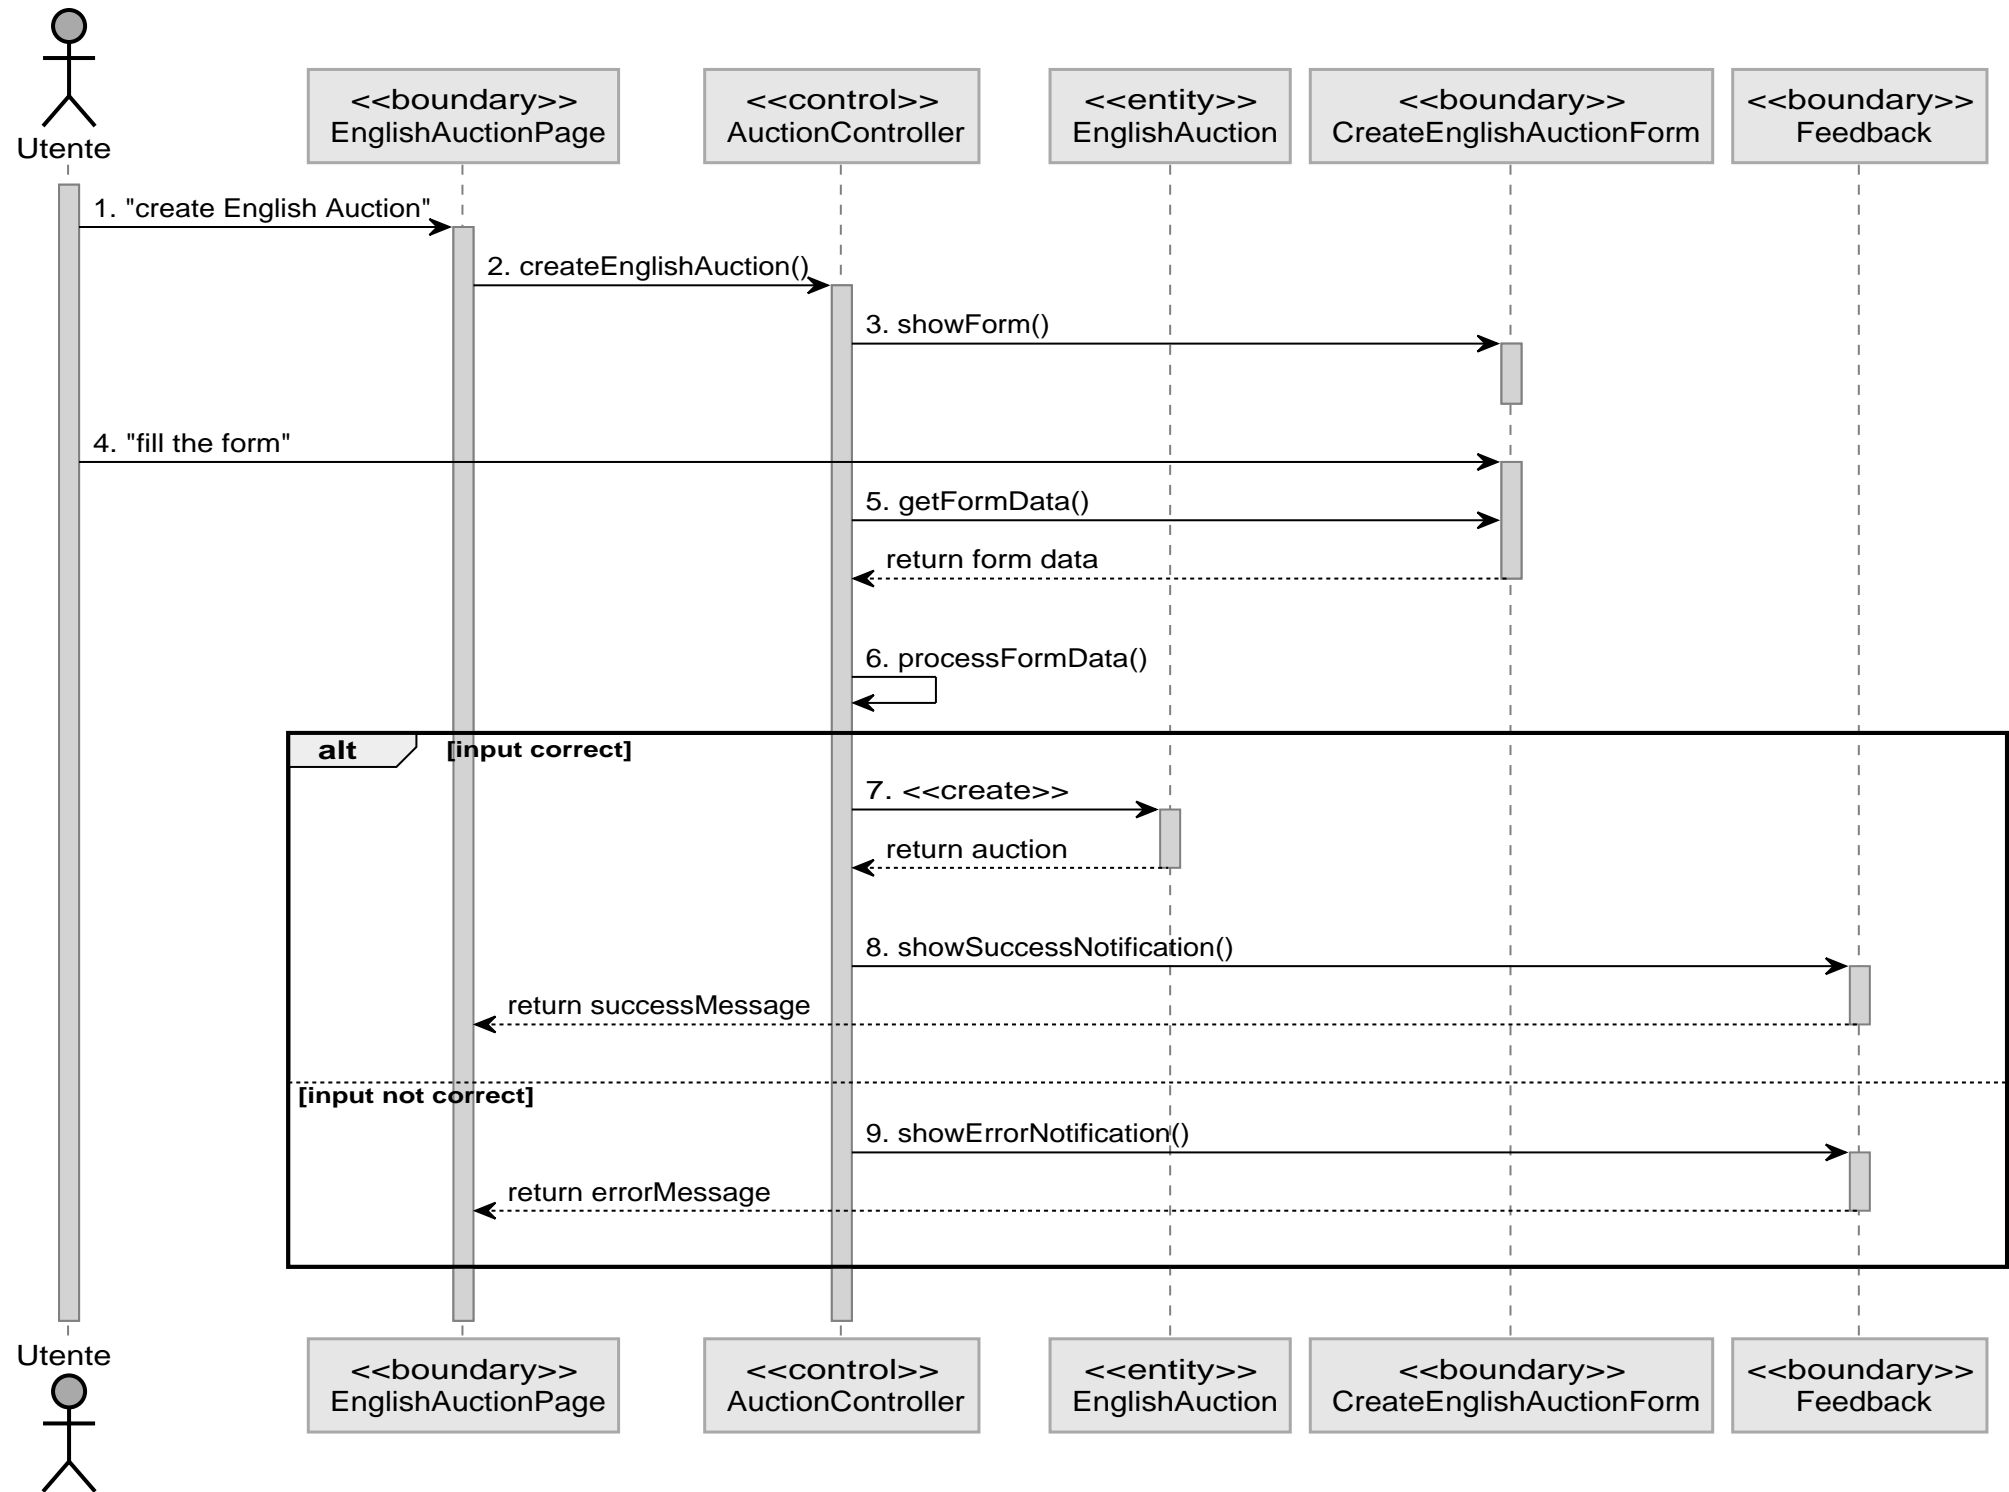 Utente
<<boundary>>
EnglishAuctionPage
<<control>>
AuctionController
<<entity>>
EnglishAuction
<<boundary>>
CreateEnglishAuctionForm
<<boundary>>
Feedback
1. "create English Auction"
2. createEnglishAuction()
3. showForm()
4. "fill the form"
5. getFormData()
return form data
6. processFormData()
alt
[input correct]
7. <<create>>
return auction
8. showSuccessNotification()
return successMessage
[input not correct]
9. showErrorNotification()
return errorMessage
Utente
<<boundary>>
EnglishAuctionPage
<<control>>
AuctionController
<<entity>>
EnglishAuction
<<boundary>>
CreateEnglishAuctionForm
<<boundary>>
Feedback